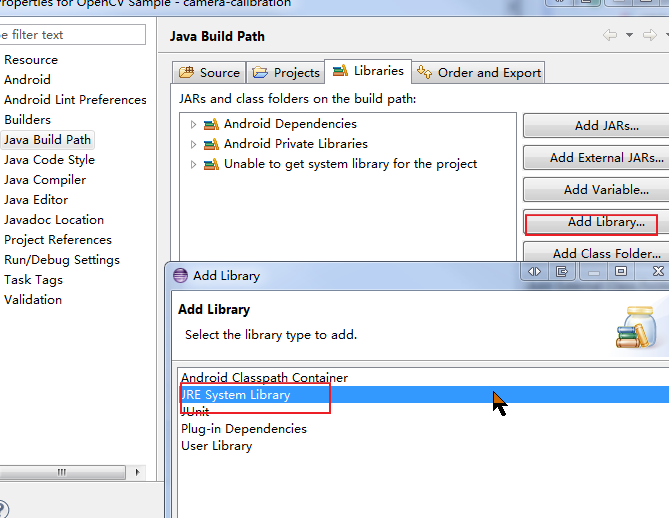 Properties for OpenCV Sample - camera-calibration
e filter text
Resource
Android
Android Lint Preferences
Builders
Java Build Path
Java Code Style
Java Compiler
Java Editor
Javadoc Location
Project References
Run/Debug Settings
Task Tags
Validation
Java Build Path
Source
Projects
Libraries
Order and Export
JARs and class folders on the build path:
Android Dependencies
Android Private Libraries
Unable to get system library for the project
Add JARs...
Add External JARs...
Add Variable...
Add Library...
Add Class Folder...
Add Library
Add Library
Select the library type to add.
Android Classpath Container
JRE System Library
JUnit
Plug-in Dependencies
User Library